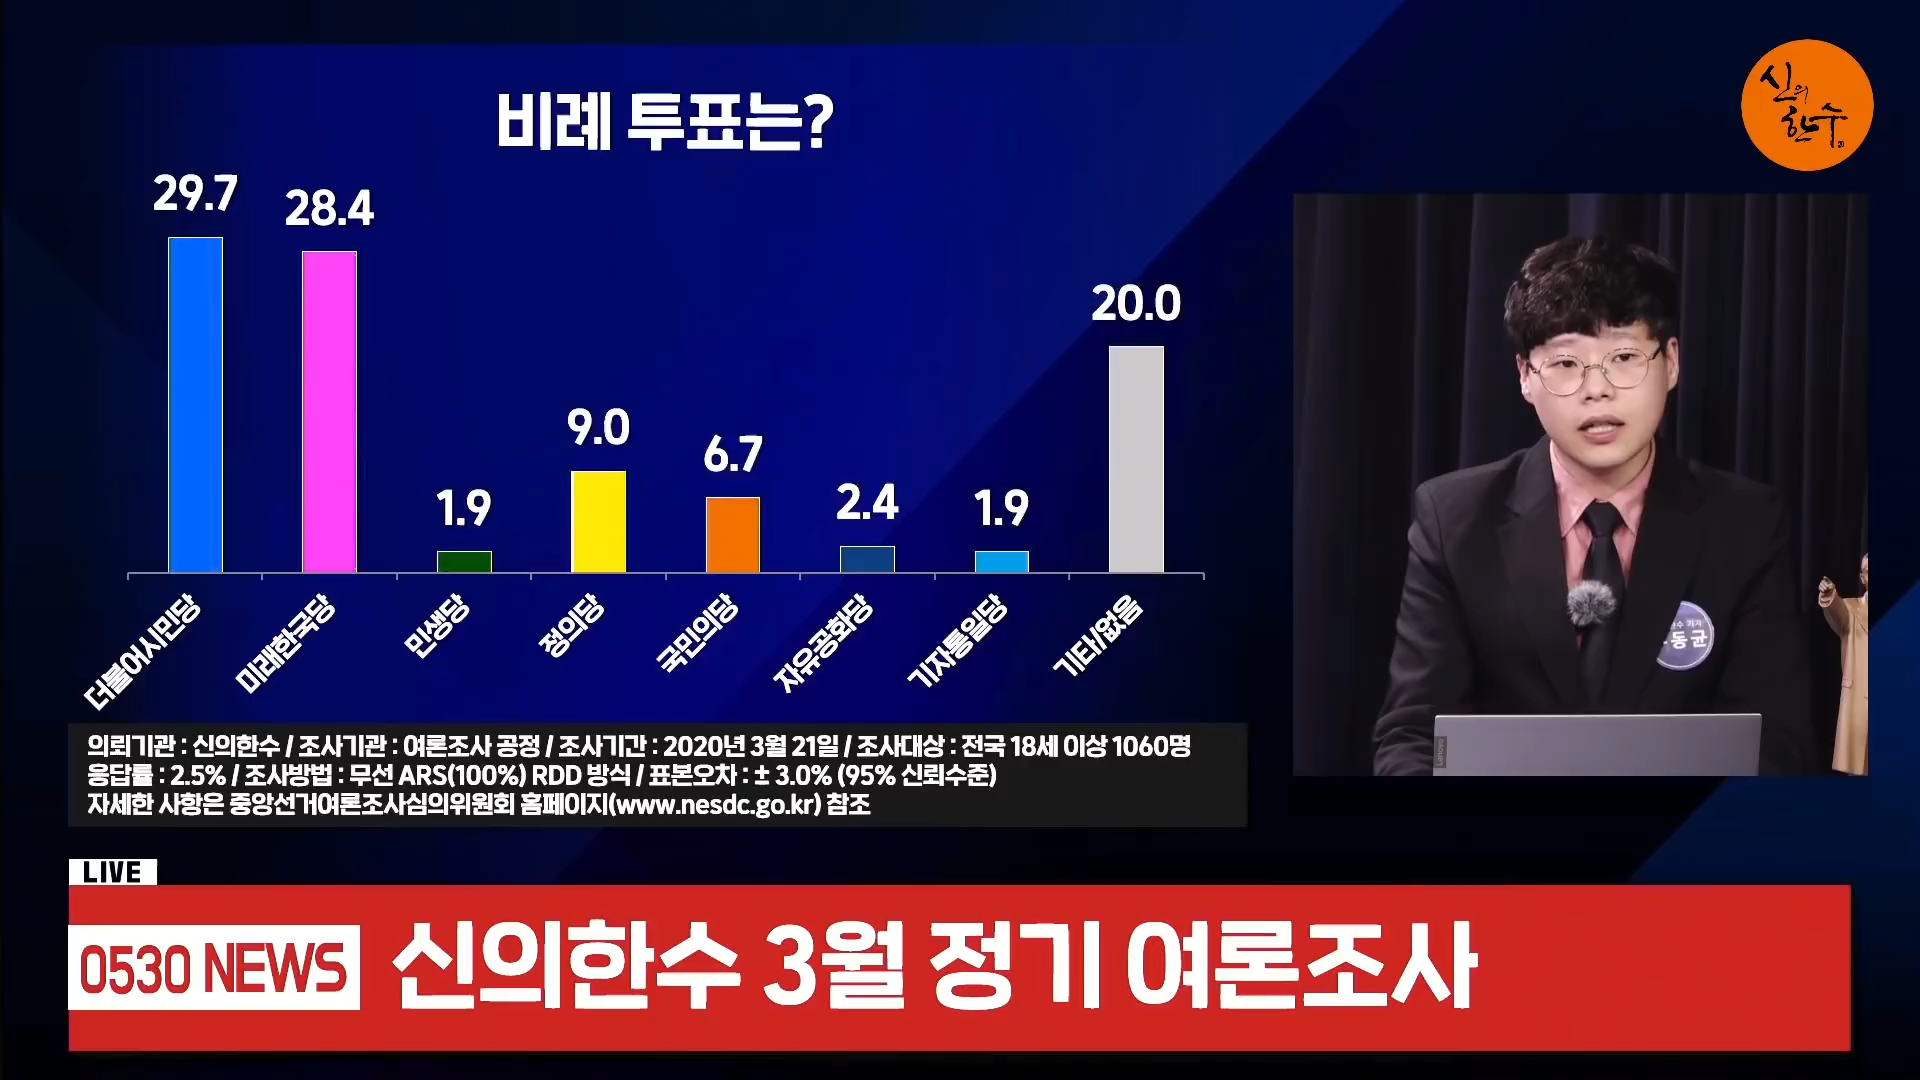 비례 투표는?
29.7
28.4
1.9
9.0
6.7
2.4
1.9
20.0
더불어시민당
미래한국당
민생당
정의당
국민의당
자유공화당
기자통일당
기타/없음
의뢰기관 : 신의한수 / 조사기관 : 여론조사 공정 / 조사기간 : 2020년 3월 21일 / 조사대상 : 전국 18세 이상 1060명
응답률 : 2.5% / 조사방법 : 무선 ARS(100%) RDD 방식 / 표본오차 : ± 3.0% (95% 신뢰수준)
자세한 사항은 중앙선거여론조사심의위원회 홈페이지(www.nesdc.go.kr) 참조
신의
한수
동균
Lenovo
LIVE
0530 NEWS
신의한수 3월 정기 여론조사